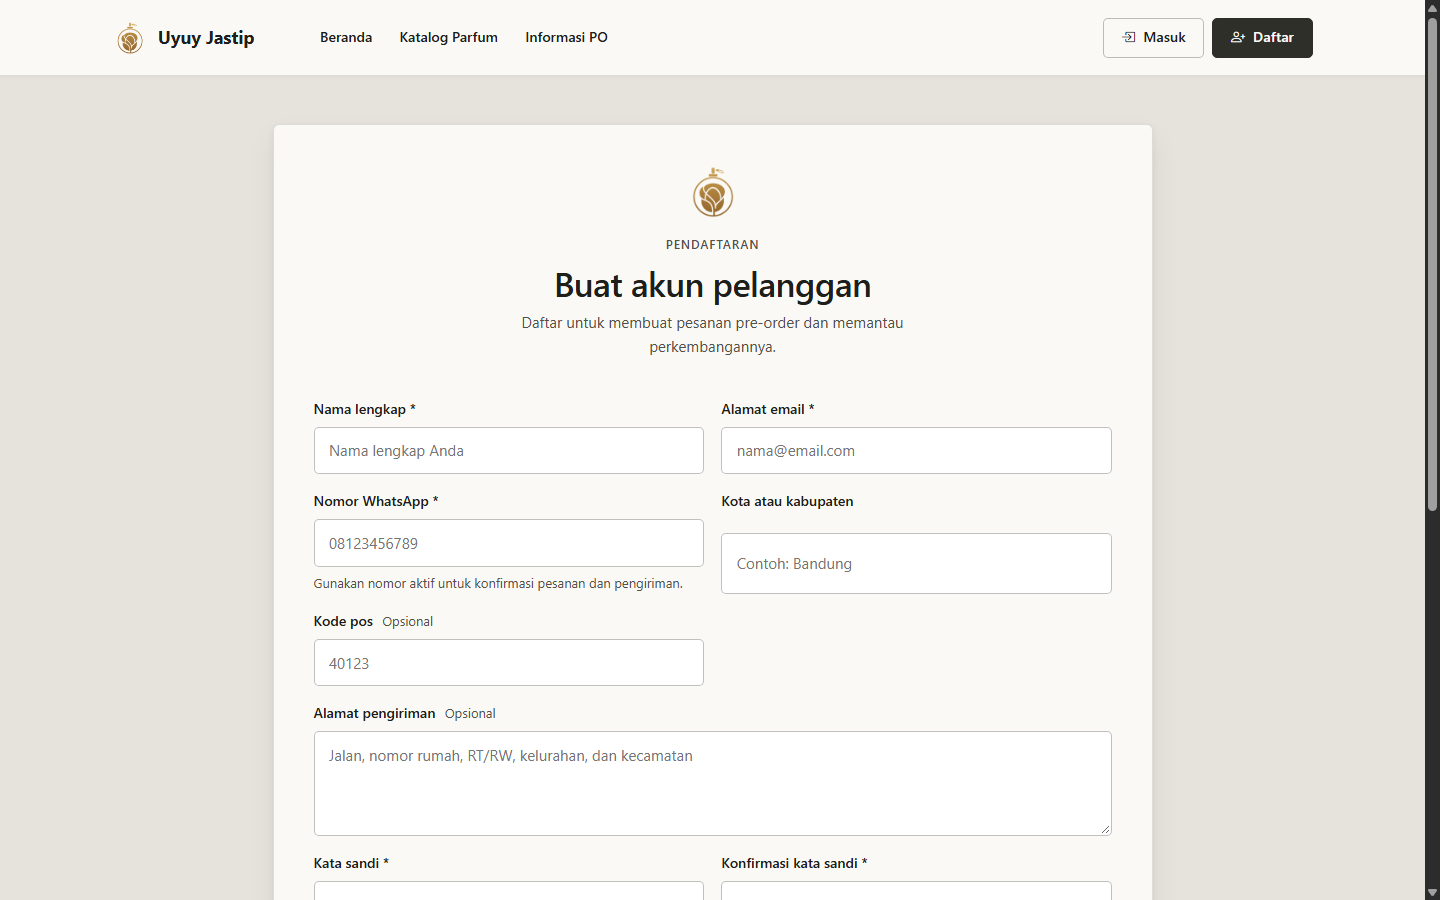 Uyuy Jastip
Beranda
Katalog Parfum
Informasi PO
Masuk
Daftar
PENDAFTARAN
Buat akun pelanggan
Daftar untuk membuat pesanan pre-order dan memantau
perkembangannya.
Nama lengkap *
Nama lengkap Anda
Alamat email *
nama@email.com
Nomor WhatsApp *
08123456789
Gunakan nomor aktif untuk konfirmasi pesanan dan pengiriman.
Kota atau kabupaten
Contoh: Bandung
Kode pos Opsional
40123
Alamat pengiriman Opsional
Jalan, nomor rumah, RT/RW, kelurahan, dan kecamatan
Kata sandi *
Konfirmasi kata sandi *